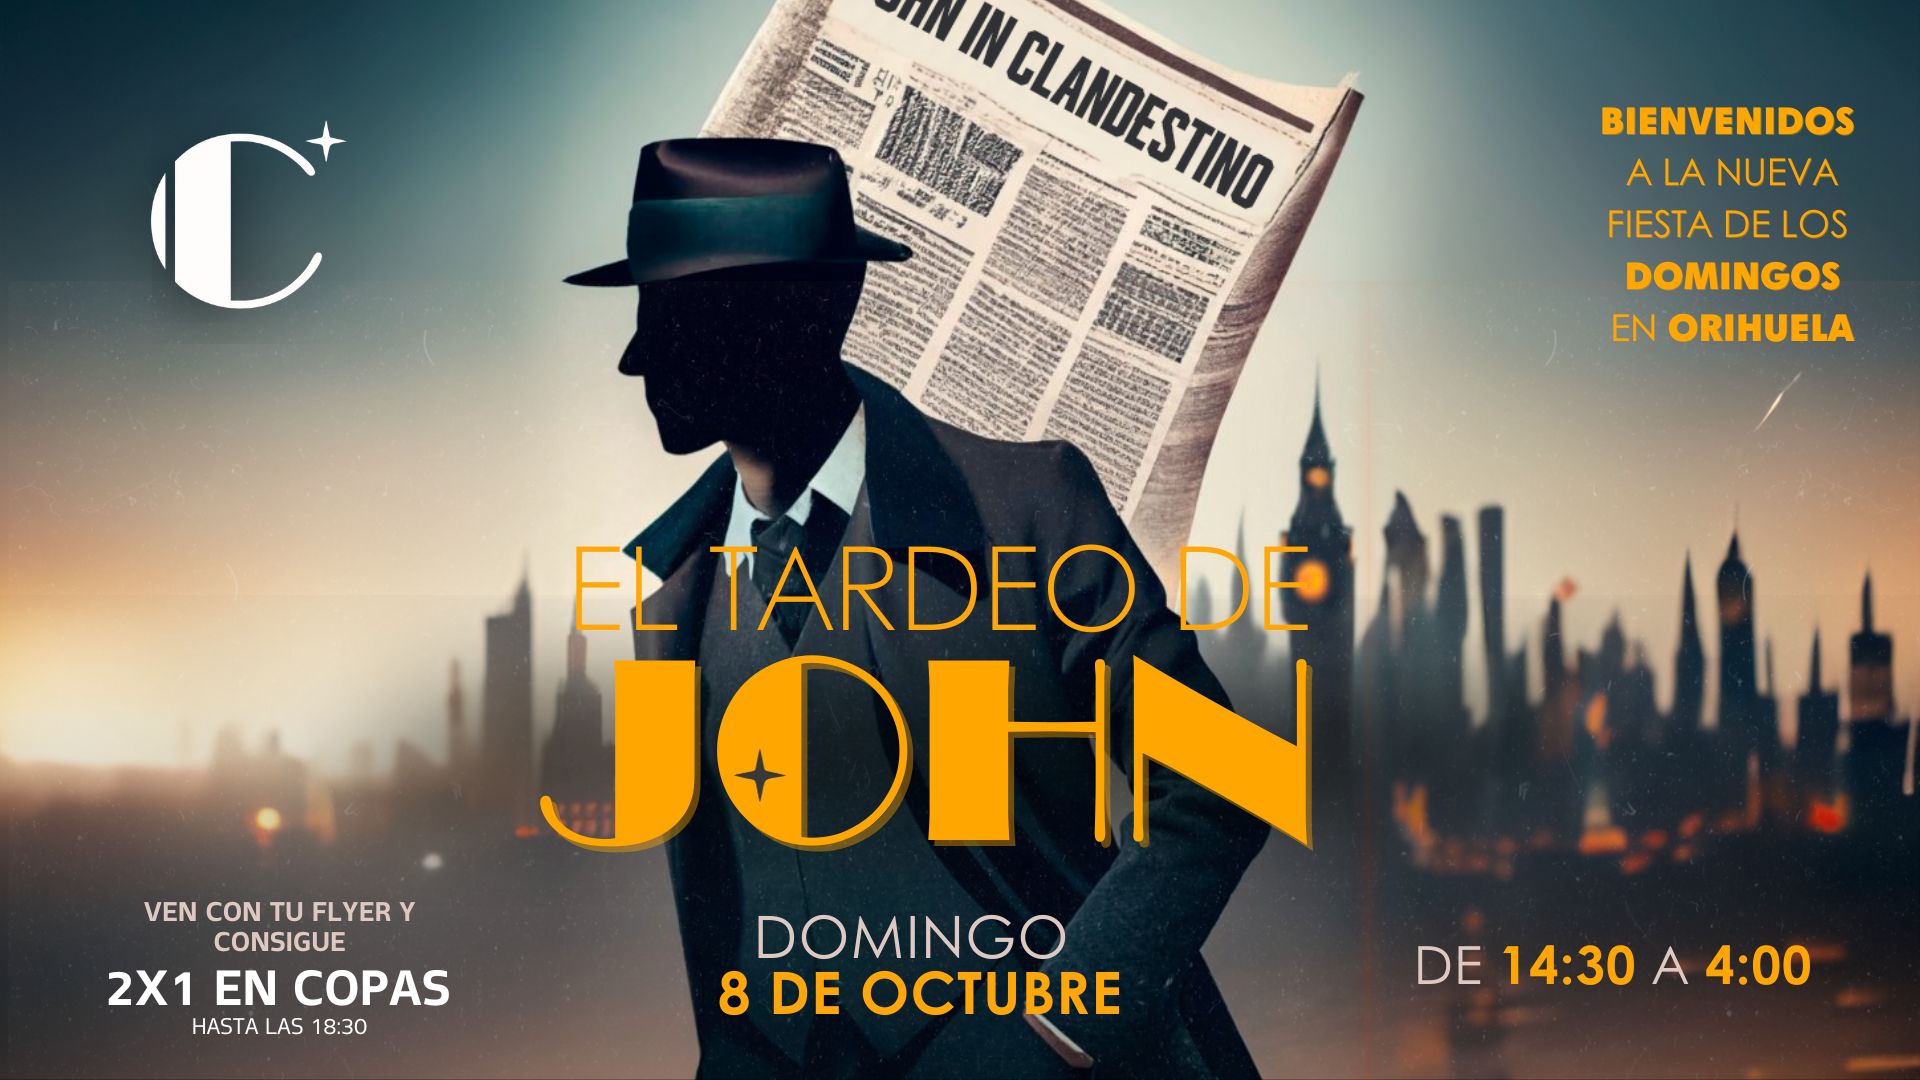 IN CLANDESTINO
C
BIENVENIDOS
A LA NUEVA
FIESTA DE LOS
DOMINGOS
EN ORIHUELA
EL TARDEO DE
JOHN
VEN CON TU FLYER Y
CONSIGUE
2X1 EN COPAS
HASTA LAS 18:30
DOMINGO
8 DE OCTUBRE
DE 14:30 A 4:00